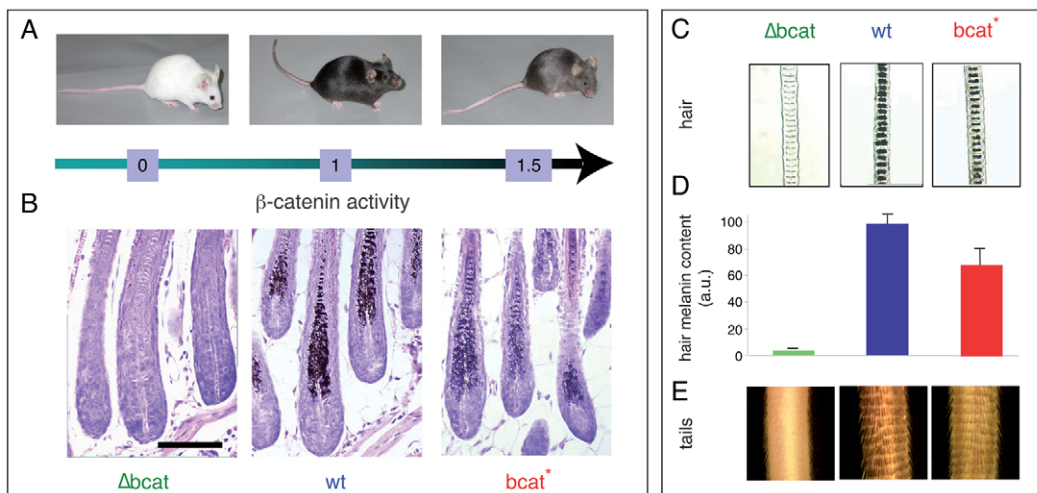 A
0
1
1.5
β-catenin activity
B
Δbcat
wt
bcat*
C
Δbcat
wt
bcat*
hair
D
100
80
60
40
20
0
hair melanin content
(a.u.)
E
tails